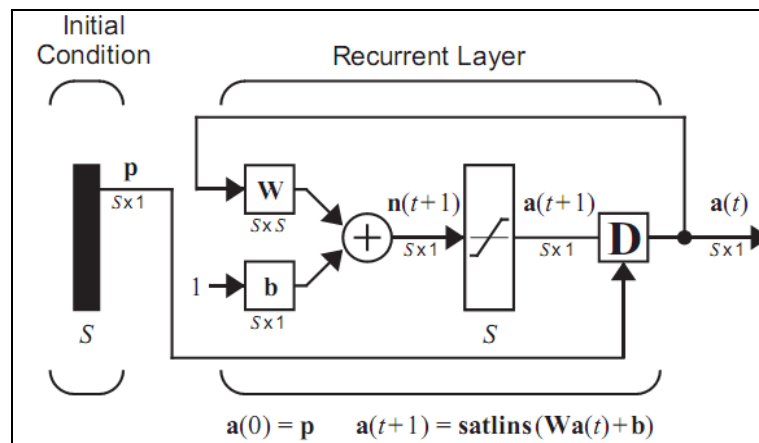 Initial
Condition
Recurrent Layer
p
S x 1
W
S x S
n(t+1)
a(t+1)
a(t)
S x 1
S x 1
D
S x 1
1
b
S x 1
S
S
a(0) = p
a(t+1) = satlins(Wa(t)+b)